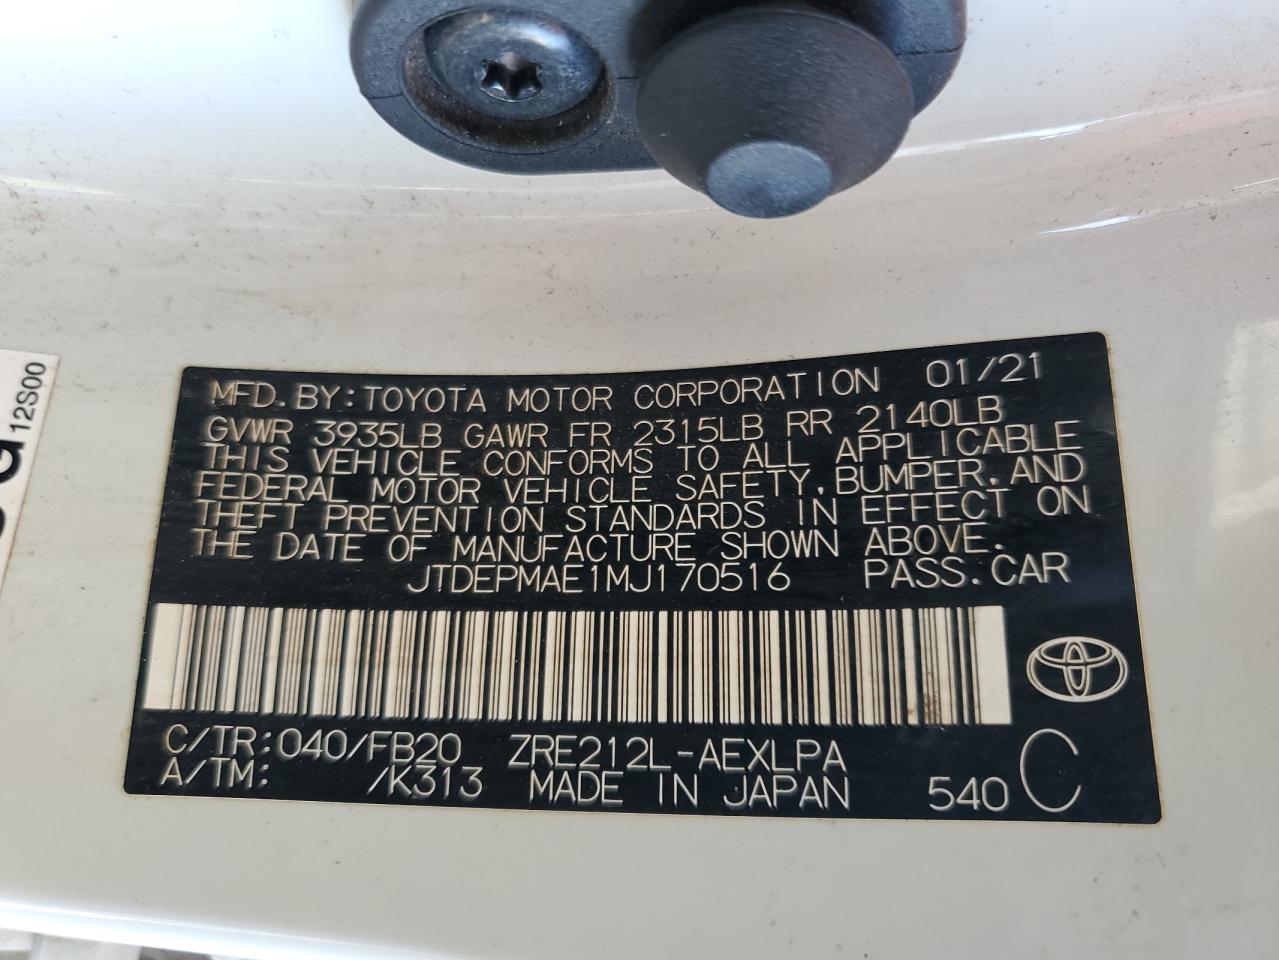 MFD.BY:TOYOTA MOTOR CORPORATION 01/21
GVWR 3935LB GAWR FR 2315LB RR 2140LB
THIS VEHICLE CONFORMS TO ALL APPLICABLE
FEDERAL MOTOR VEHICLE SAFETY,BUMPER,AND
THEFT PREVENTION STANDARDS IN EFFECT ON
THE DATE OF MANUFACTURE SHOWN ABOVE.
JTDEPMAE1MJ170516 PASS.CAR
C/TR:040/FB20 ZRE212L-AEXLPA
A/TM: /K313 MADE IN JAPAN 540 C
12S00